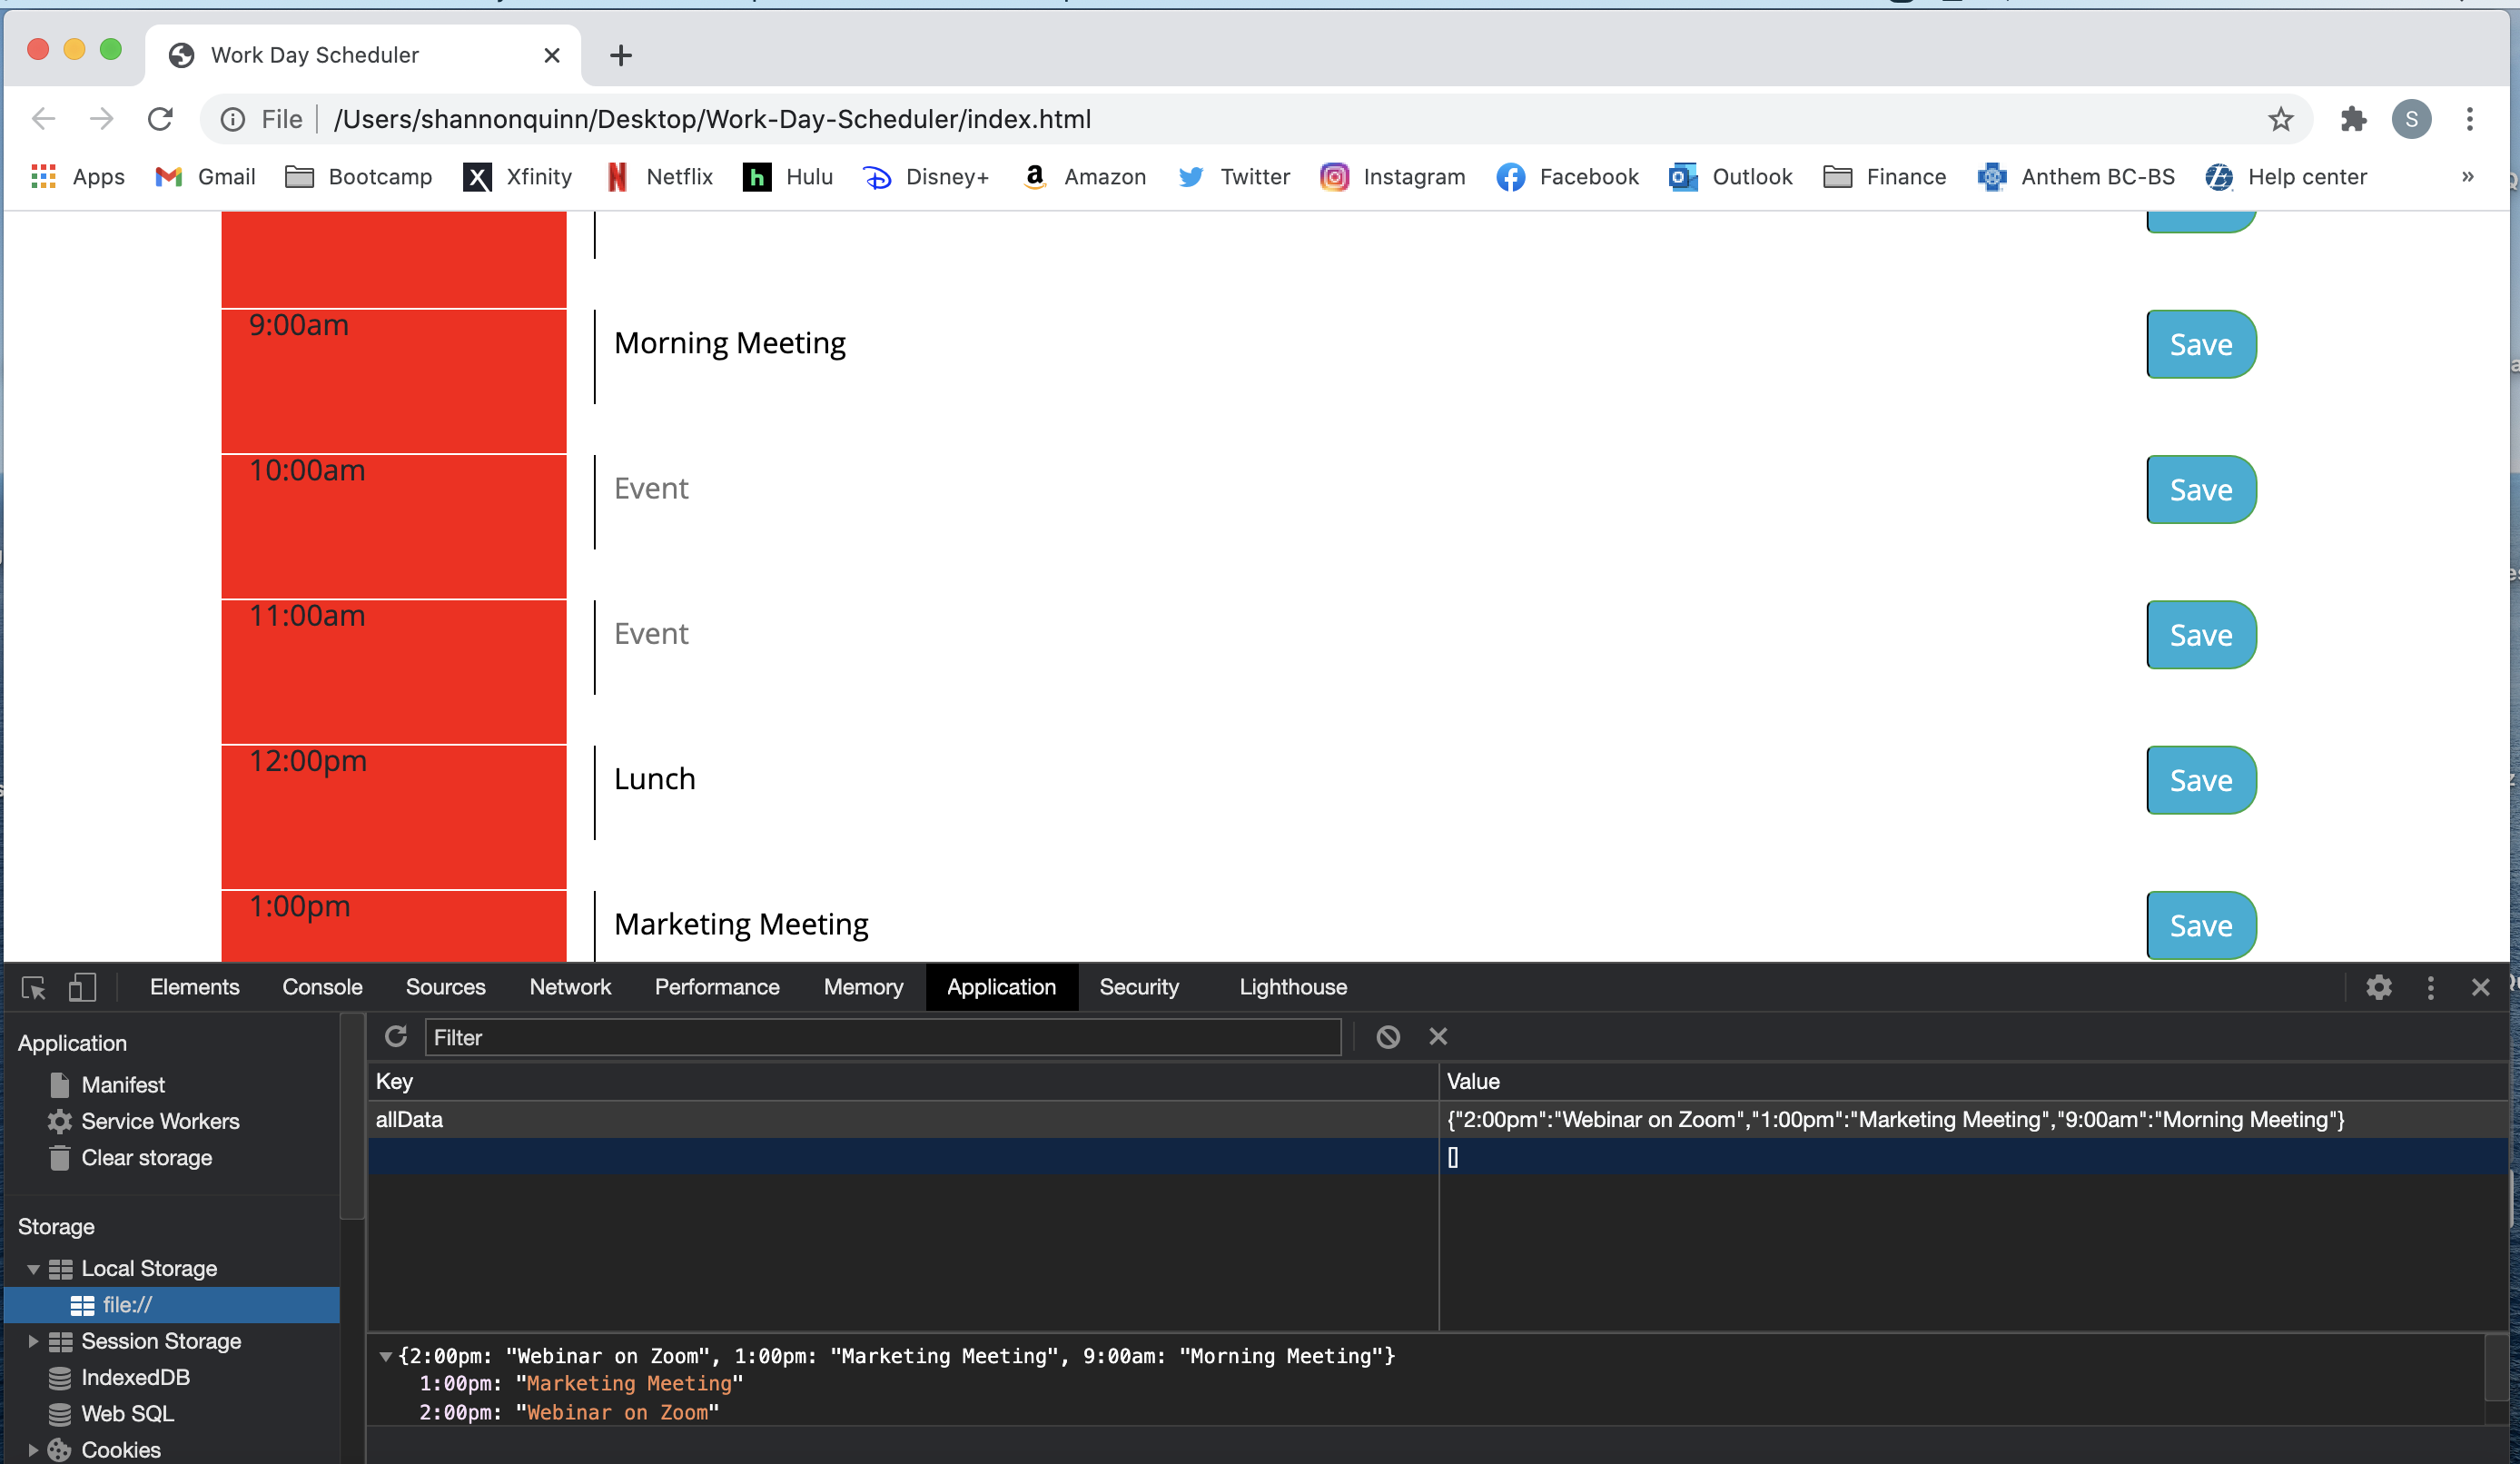 Work Day Scheduler
File /Users/shannonquinn/Desktop/Work-Day-Scheduler/index.html S
Apps Gmail Bootcamp Xfinity Netflix Hulu Disney+ Amazon Twitter Instagram Facebook Outlook Finance Anthem BC-BS Help center »
9:00am Morning Meeting Save
10:00am Event Save
11:00am Event Save
12:00pm Lunch Save
1:00pm Marketing Meeting Save
Elements Console Sources Network Performance Memory Application Security Lighthouse
Application
Manifest
Service Workers
Clear storage
Storage
Local Storage
file://
Session Storage
IndexedDB
Web SQL
Cookies
Filter
Key Value
allData {"2:00pm":"Webinar on Zoom","1:00pm":"Marketing Meeting","9:00am":"Morning Meeting"}
[]
{2:00pm: "Webinar on Zoom", 1:00pm: "Marketing Meeting", 9:00am: "Morning Meeting"}
1:00pm: "Marketing Meeting"
2:00pm: "Webinar on Zoom"